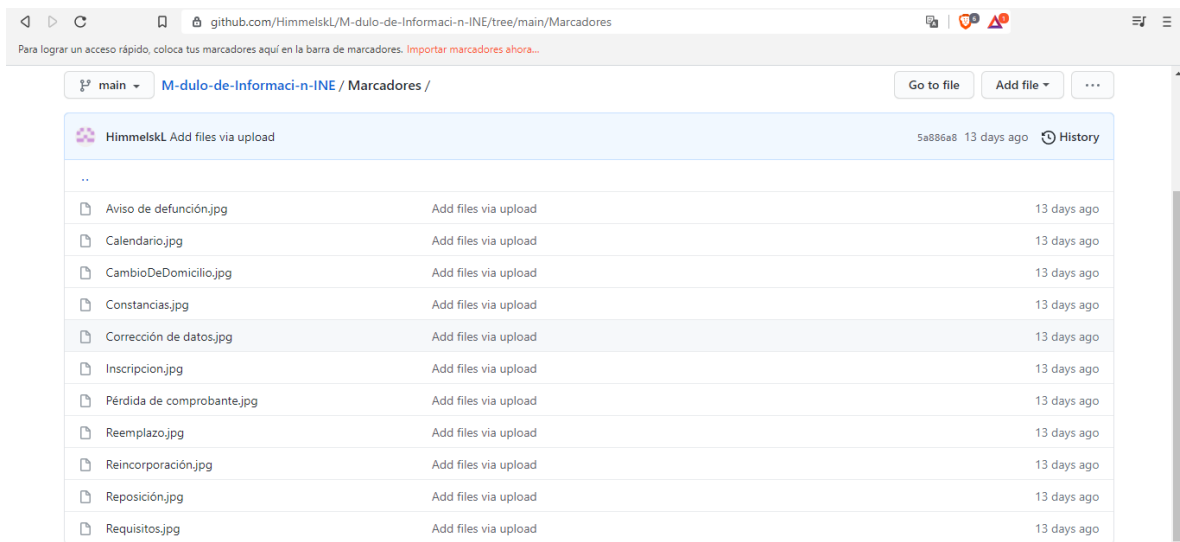 github.com/HimmelskL/M-dulo-de-Informaci-n-INE/tree/main/Marcadores
Para lograr un acceso rápido, coloca tus marcadores aquí en la barra de marcadores. Importar marcadores ahora...
main M-dulo-de-Informaci-n-INE / Marcadores / Go to file Add file ...
HimmelskL Add files via upload 5a886a8 13 days ago History
..
Aviso de defunción.jpg Add files via upload 13 days ago
Calendario.jpg Add files via upload 13 days ago
CambioDeDomicilio.jpg Add files via upload 13 days ago
Constancias.jpg Add files via upload 13 days ago
Corrección de datos.jpg Add files via upload 13 days ago
Inscripcion.jpg Add files via upload 13 days ago
Pérdida de comprobante.jpg Add files via upload 13 days ago
Reemplazo.jpg Add files via upload 13 days ago
Reincorporación.jpg Add files via upload 13 days ago
Reposición.jpg Add files via upload 13 days ago
Requisitos.jpg Add files via upload 13 days ago